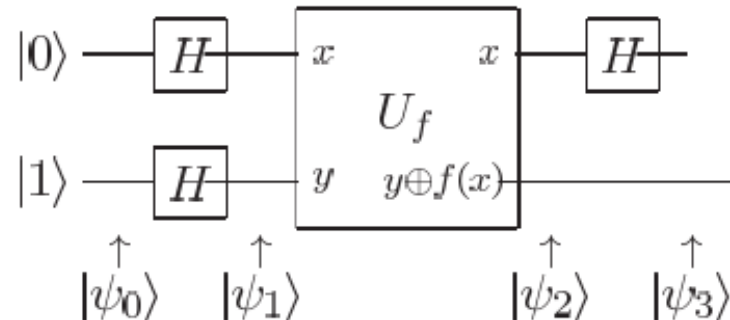 |0⟩ H x x H
U_f
|1⟩ H y y⊕f(x)
↑ ↑ ↑ ↑
|ψ₀⟩ |ψ₁⟩ |ψ₂⟩ |ψ₃⟩